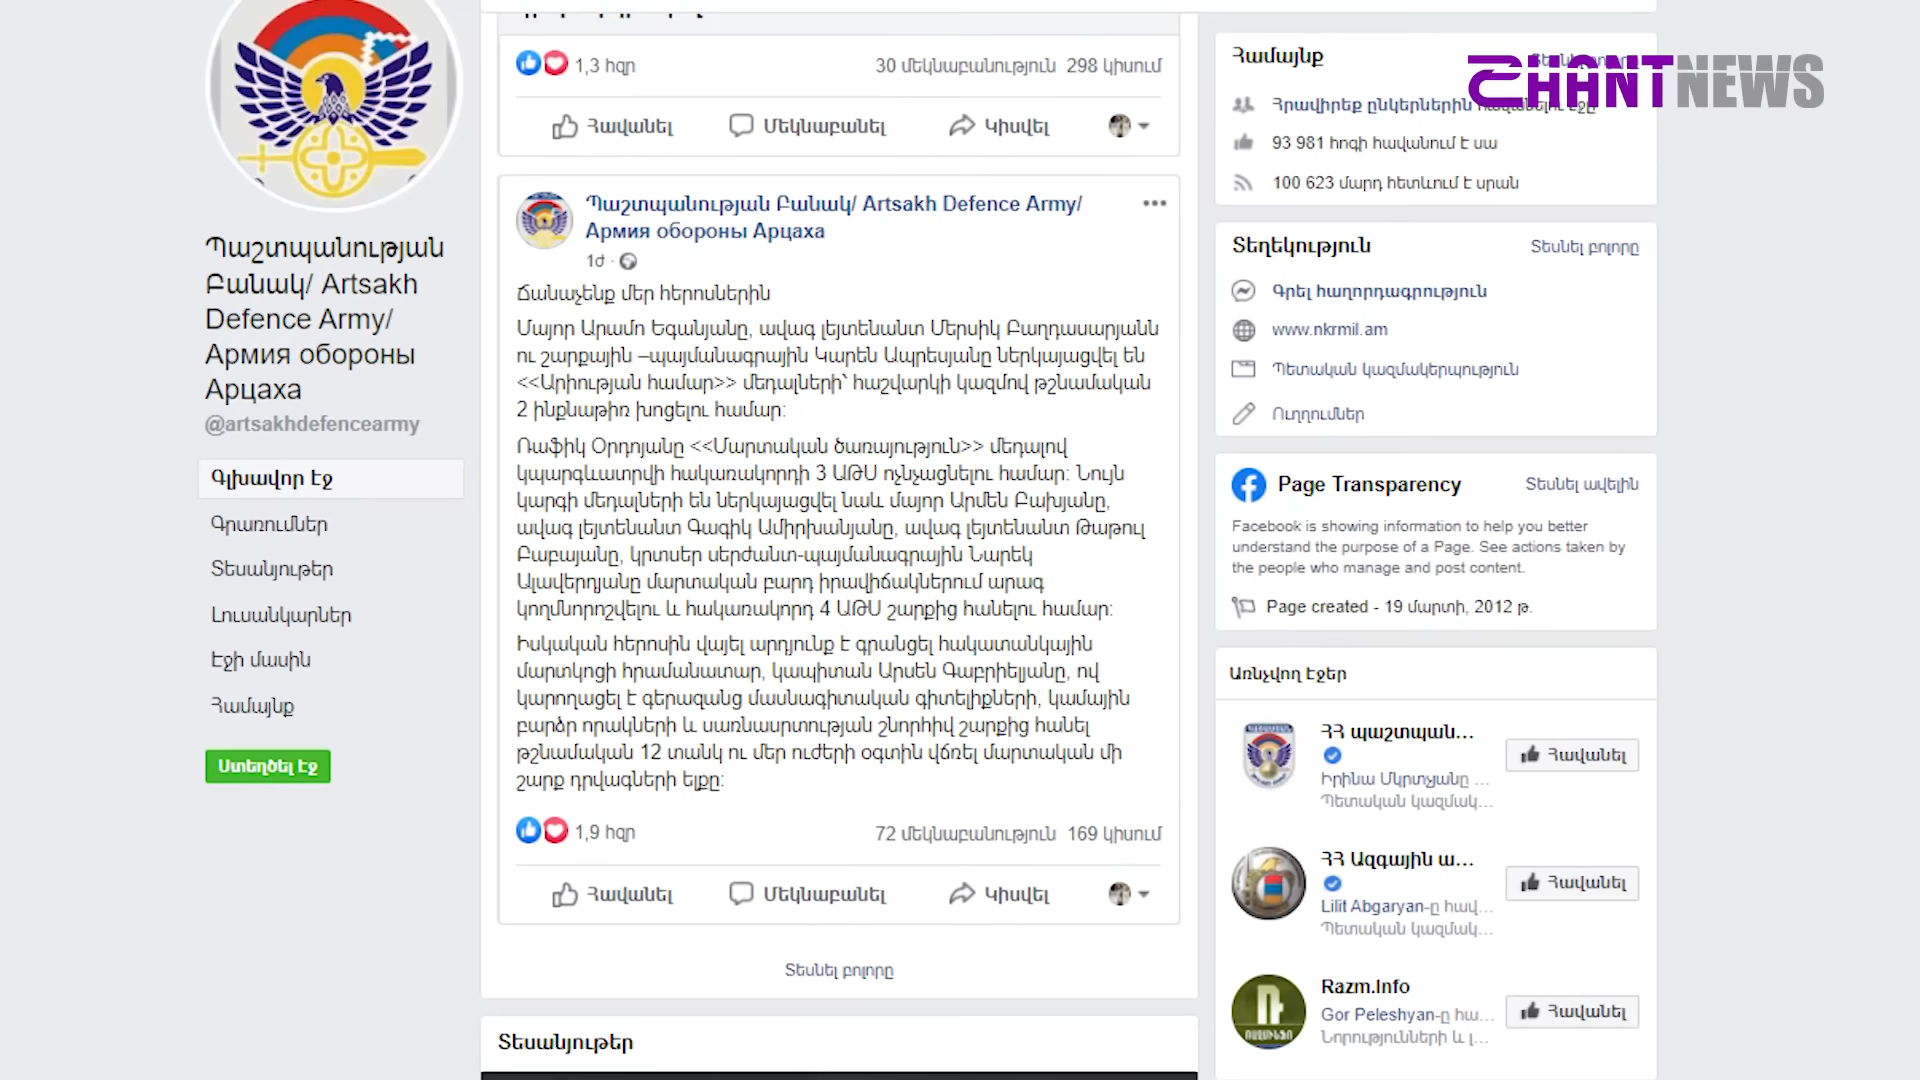 Պաշտպանության
Բանակ/ Artsakh
Defence Army/
Армия обороны
Арцаха
@artsakhdefencearmy
Գլխավոր էջ
Գրառումներ
Տեսանյութեր
Լուսանկարներ
Էջի մասին
Համայնք
Ստեղծել էջ
1,3 հզր 30 մեկնաբանություն 298 կիսում
Հավանել Մեկնաբանել Կիսվել
Պաշտպանության Բանակ/ Artsakh Defence Army/
Армия обороны Арцаха
1ժ ·
Ճանաչենք մեր հերոսներին
Մայոր Արամո Եգանյանը, ավագ լեյտենանտ Մերսիկ Բաղդասարյանն
ու շարքային –պայմանագրային Կարեն Ապրեսյանը ներկայացվել են
<<Արիության համար>> մեդալների՝ հաշվարկի կազմով թշնամական
2 ինքնաթիռ խոցելու համար:
Ռաֆիկ Օրդոյանը <<Մարտական ծառայություն>> մեդալով
կպարգևատրվի հակառակորդի 3 ԱԹՍ ոչնչացնելու համար: Նույն
կարգի մեդալների են ներկայացվել նաև մայոր Արմեն Բախյանը,
ավագ լեյտենանտ Գագիկ Ամիրխանյանը, ավագ լեյտենանտ Թաթուլ
Բաբայանը, կրտսեր սերժանտ-պայմանագրային Նարեկ
Ալավերդյանը մարտական բարդ իրավիճակներում արագ
կողմնորոշվելու և հակառակորդ 4 ԱԹՍ շարքից հանելու համար:
Իսկական հերոսին վայել արդյունք է գրանցել հակատանկային
մարտկոցի հրամանատար, կապիտան Արսեն Գաբրիելյանը, ով
կարողացել է գերազանց մասնագիտական գիտելիքների, կամային
բարձր որակների և սառնասրտության շնորհիվ շարքից հանել
թշնամական 12 տանկ ու մեր ուժերի օգտին վճռել մարտական մի
շարք դրվագների ելքը:
1,9 հզր 72 մեկնաբանություն 169 կիսում
Հավանել Մեկնաբանել Կիսվել
Տեսնել բոլորը
Տեսանյութեր
SHANTNEWS
Համայնք
Հրավիրեք ընկերներին հավանելու էջը
93 981 հոգի հավանում է սա
100 623 մարդ հետևում է սրան
Տեղեկություն Տեսնել բոլորը
Գրել հաղորդագրություն
www.nkrmil.am
Պետական կազմակերպություն
Ուղղումներ
Page Transparency Տեսնել ավելին
Facebook is showing information to help you better
understand the purpose of a Page. See actions taken by
the people who manage and post content.
Page created - 19 մարտի, 2012 թ.
Առնչվող էջեր
ՀՀ պաշտպան...
Հավանել
Իրինա Մկրտչյանը ...
Պետական կազմակ...
ՀՀ Ազգային ա...
Հավանել
Lilit Abgaryan-ը հավ...
Պետական կազմակ...
Razm.Info
Հավանել
Gor Peleshyan-ը հա...
Նորությունների և լ...
ՌԱԶՄԻՆՖՈ